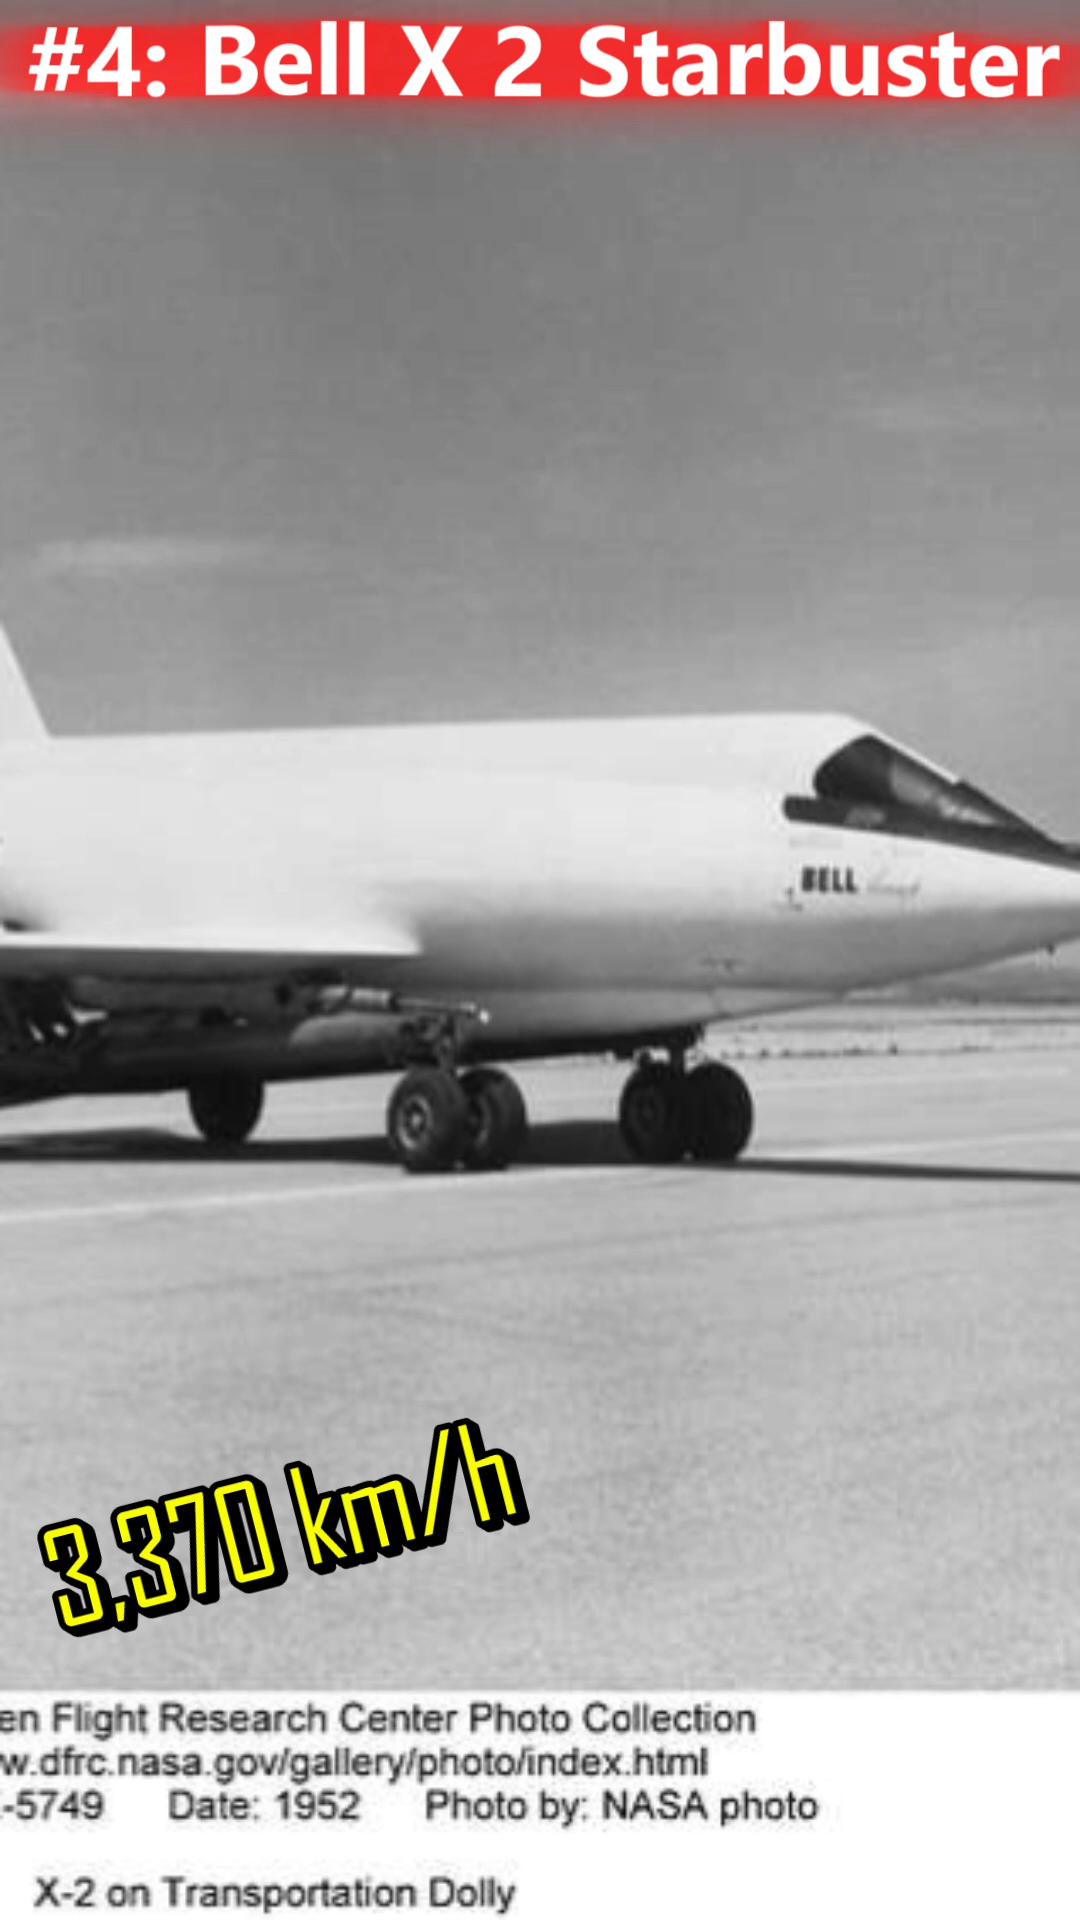 #4: Bell X 2 Starbuster
BELL
3,370 km/h
en Flight Research Center Photo Collection
w.dfrc.nasa.gov/gallery/photo/index.html
-5749 Date: 1952 Photo by: NASA photo
X-2 on Transportation Dolly